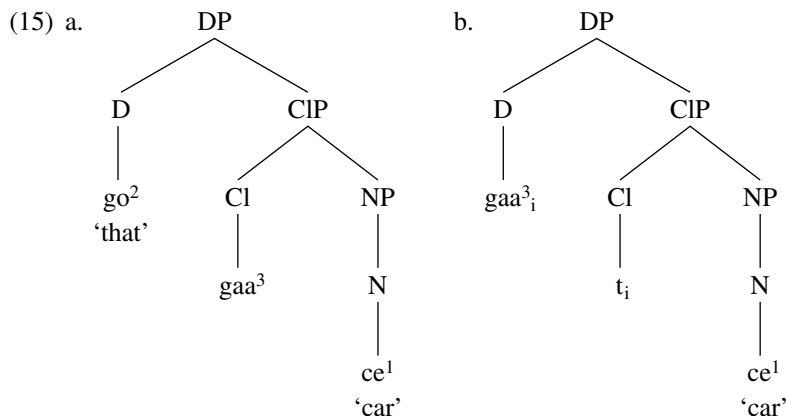 (15) a. DP b. DP
D ClP D ClP
go² Cl NP gaa³ᵢ Cl NP
‘that’
gaa³ N tᵢ N
ce¹ ce¹
‘car’ ‘car’